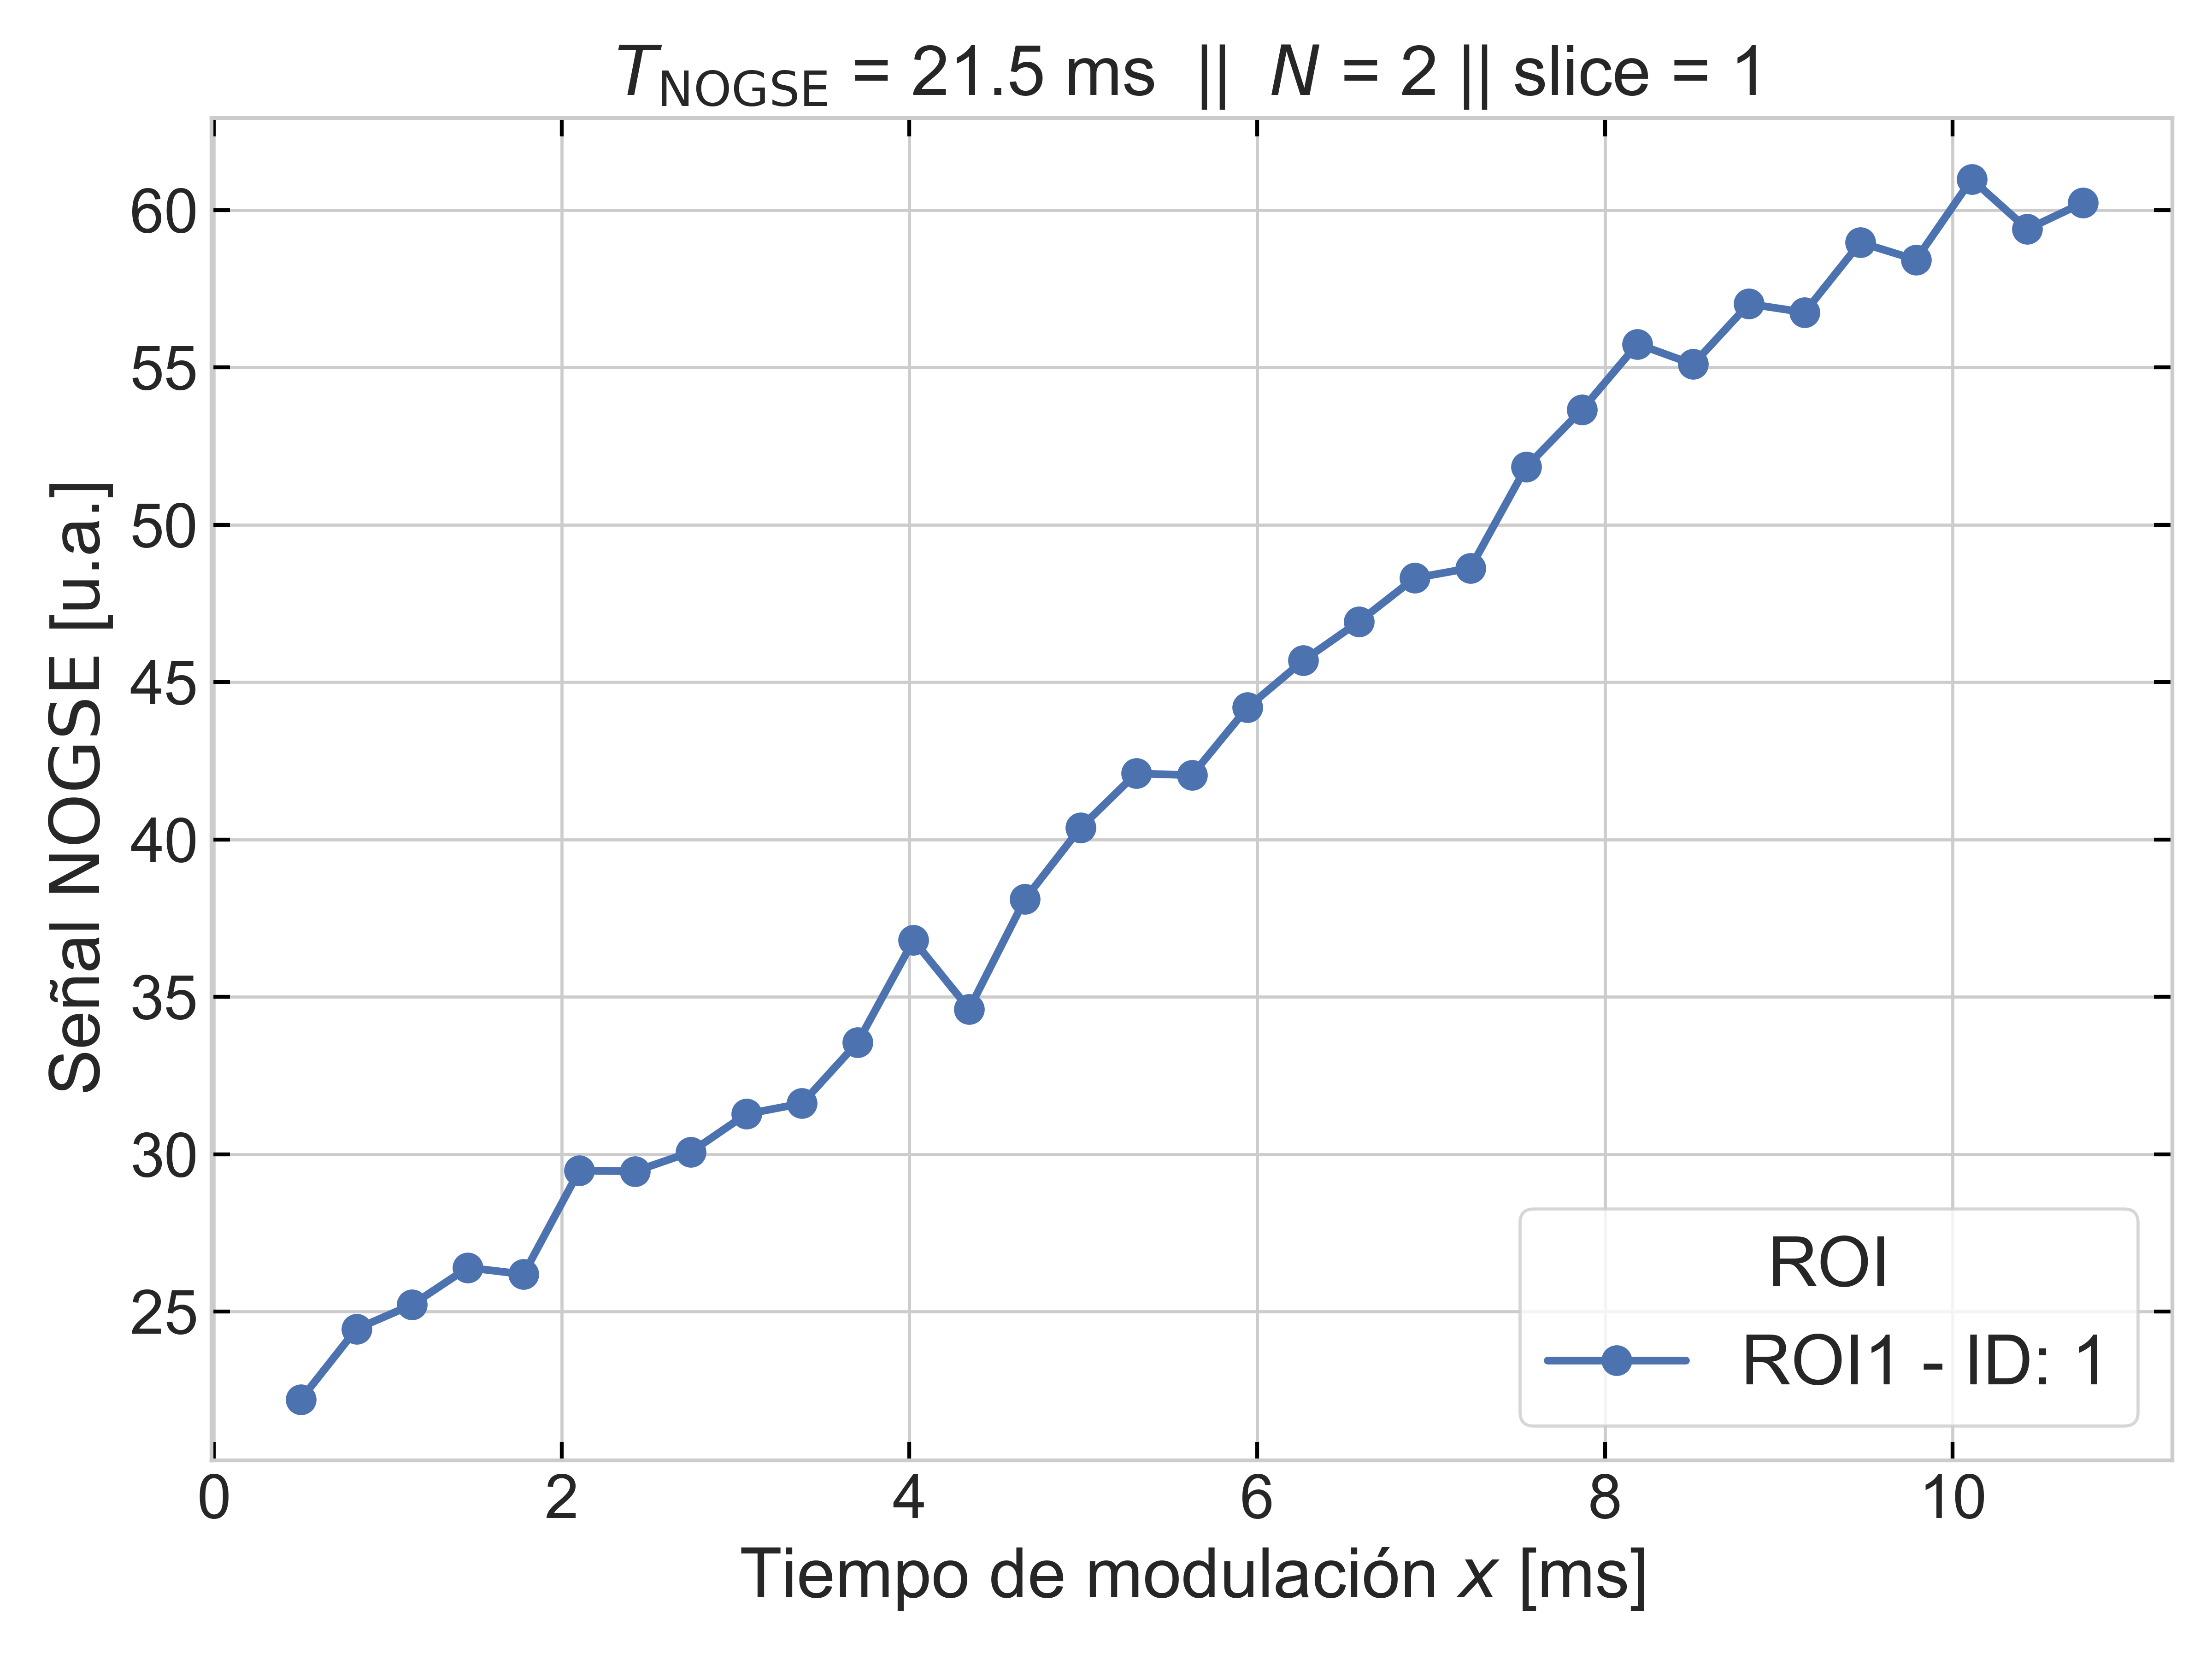 T_NOGSE = 21.5 ms || N = 2 || slice = 1
Señal NOGSE [u.a.]
60
55
50
45
40
35
30
25
ROI
ROI1 - ID: 1
0 2 4 6 8 10
Tiempo de modulación x [ms]